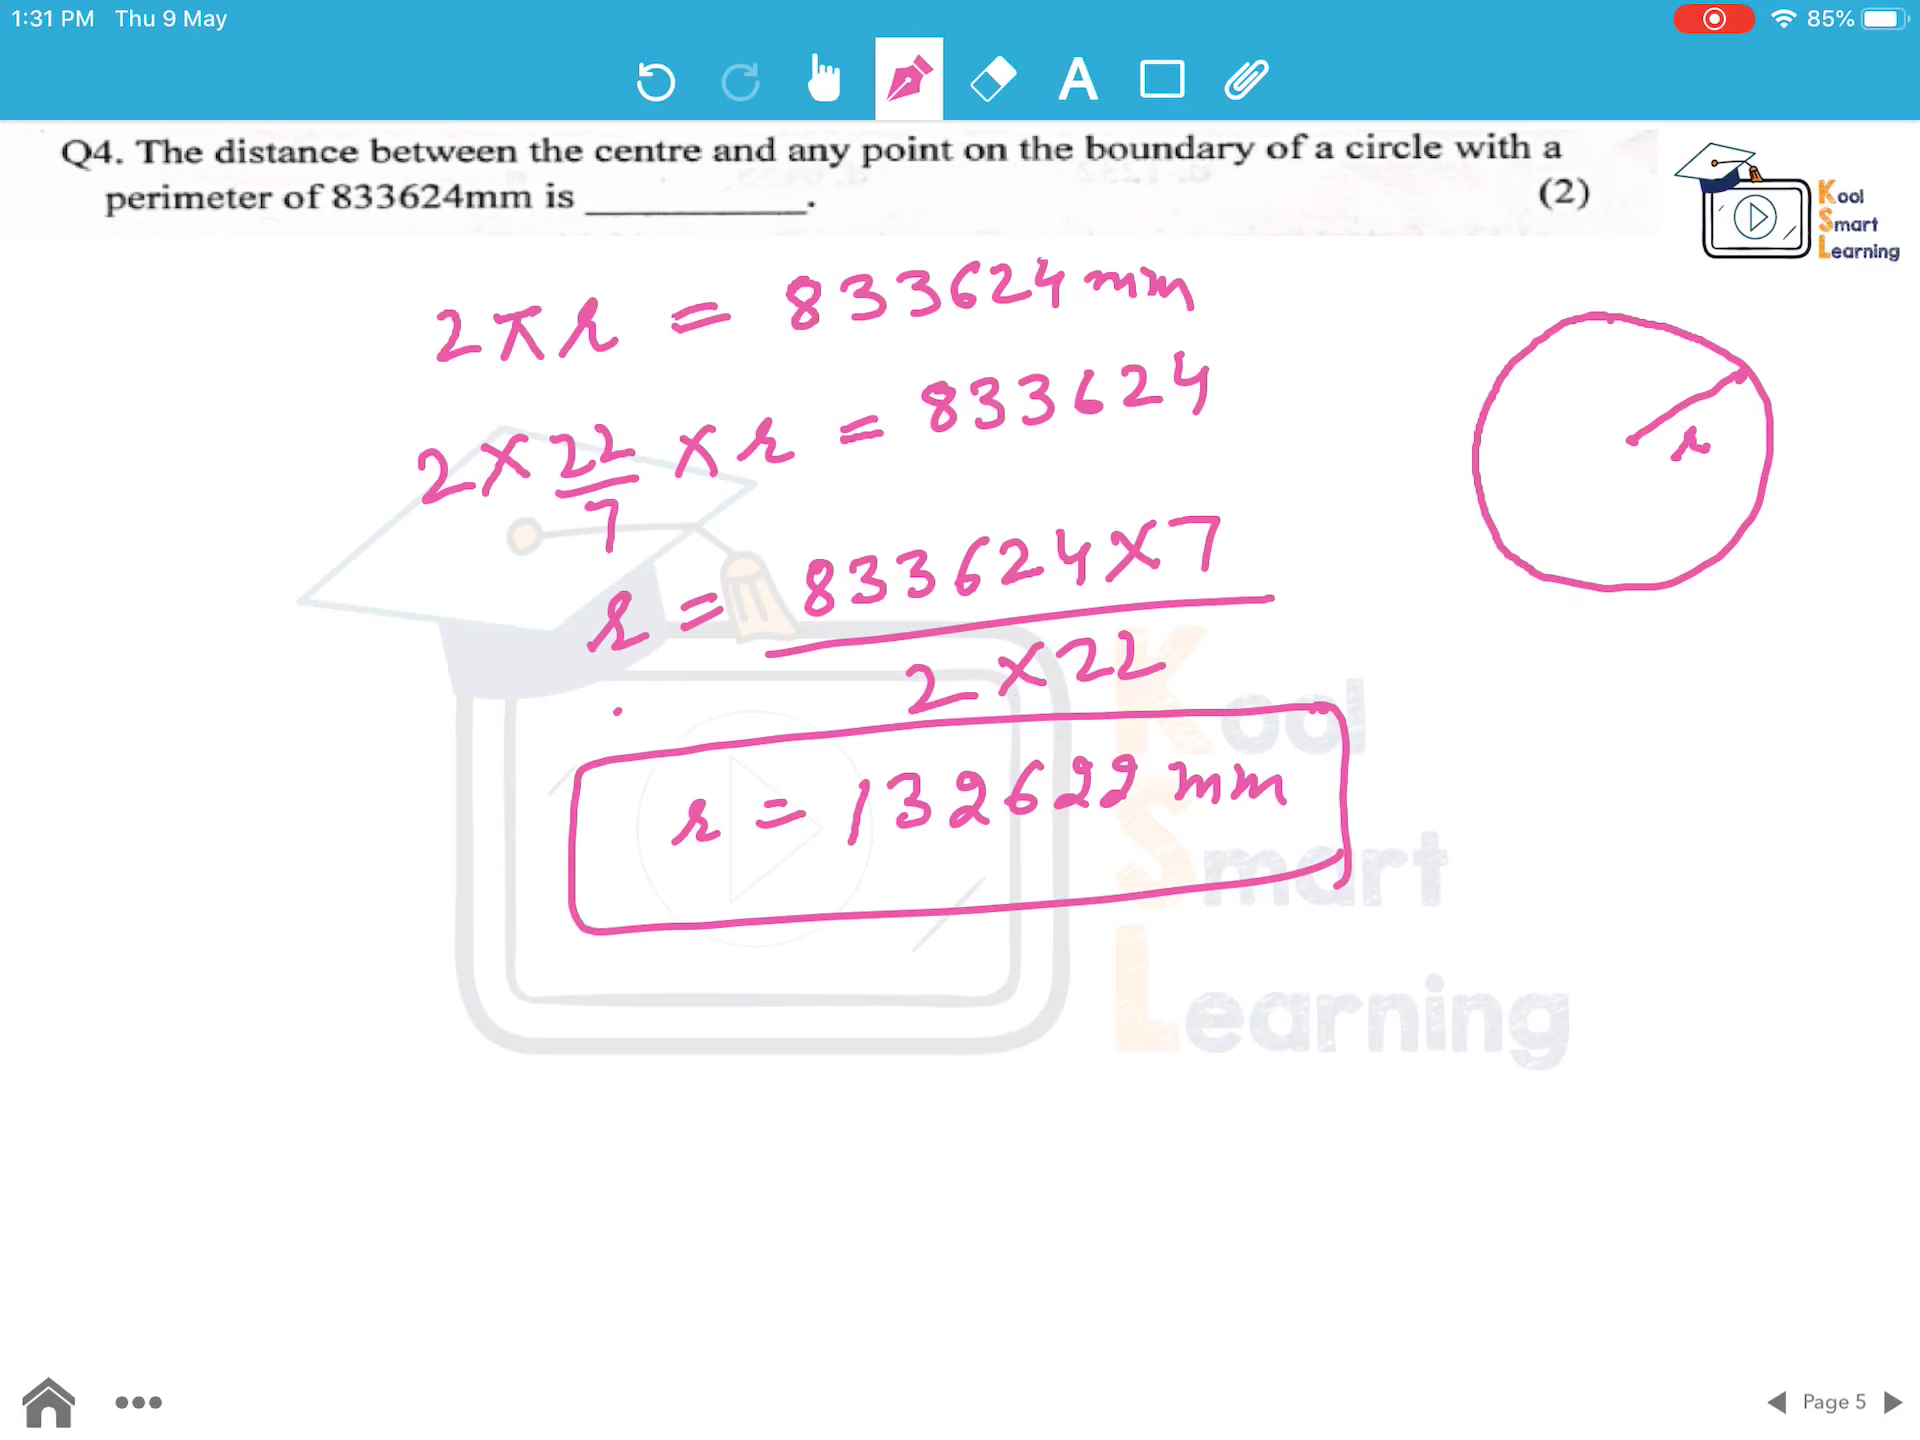 1:31 PM Thu 9 May 85%
A
Q4. The distance between the centre and any point on the boundary of a circle with a
perimeter of 833624mm is __________. (2)
Kool
Smart
Learning
2πr = 833624 mm
2 × 22/7 × r = 833624
r = 833624 × 7
2 × 22
r = 132622 mm
r
Kool
Smart
Learning
Page 5